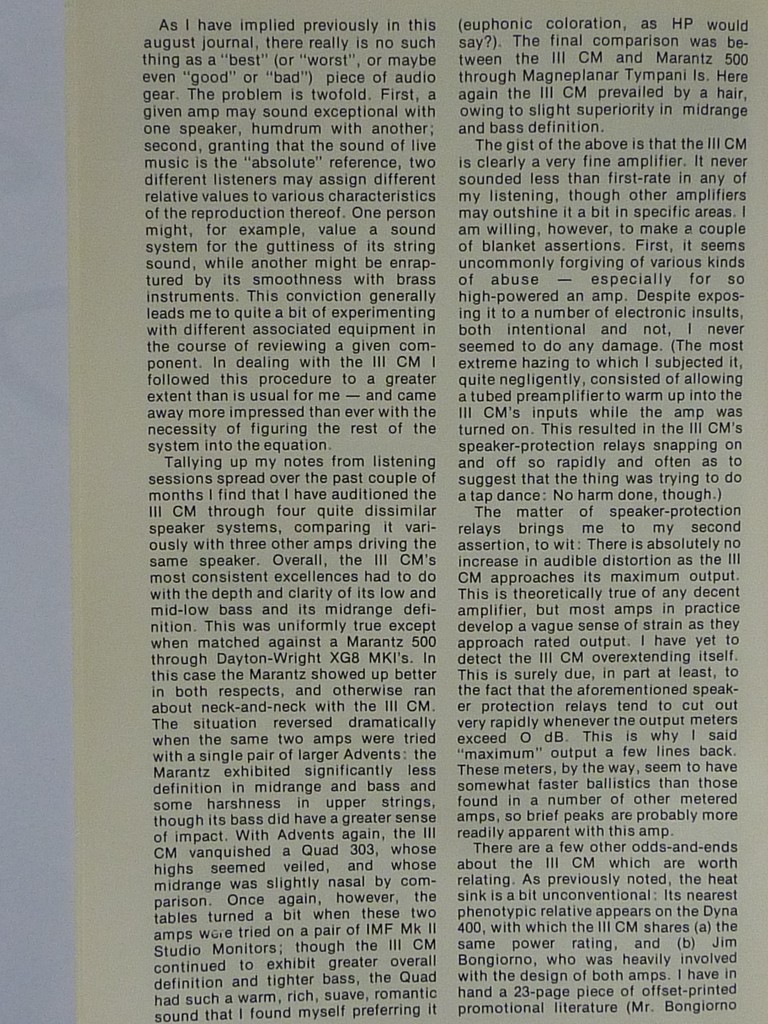 As I have implied previously in this
august journal, there really is no such
thing as a "best" (or "worst", or maybe
even "good" or "bad") piece of audio
gear. The problem is twofold. First, a
given amp may sound exceptional with
one speaker, humdrum with another;
second, granting that the sound of live
music is the "absolute" reference, two
different listeners may assign different
relative values to various characteristics
of the reproduction thereof. One person
might, for example, value a sound
system for the guttiness of its string
sound, while another might be enrap-
tured by its smoothness with brass
instruments. This conviction generally
leads me to quite a bit of experimenting
with different associated equipment in
the course of reviewing a given com-
ponent. In dealing with the III CM I
followed this procedure to a greater
extent than is usual for me — and came
away more impressed than ever with the
necessity of figuring the rest of the
system into the equation.
Tallying up my notes from listening
sessions spread over the past couple of
months I find that I have auditioned the
III CM through four quite dissimilar
speaker systems, comparing it vari-
ously with three other amps driving the
same speaker. Overall, the III CM's
most consistent excellences had to do
with the depth and clarity of its low and
mid-low bass and its midrange defi-
nition. This was uniformly true except
when matched against a Marantz 500
through Dayton-Wright XG8 MKI's. In
this case the Marantz showed up better
in both respects, and otherwise ran
about neck-and-neck with the III CM.
The situation reversed dramatically
when the same two amps were tried
with a single pair of larger Advents: the
Marantz exhibited significantly less
definition in midrange and bass and
some harshness in upper strings,
though its bass did have a greater sense
of impact. With Advents again, the III
CM vanquished a Quad 303, whose
highs seemed veiled, and whose
midrange was slightly nasal by com-
parison. Once again, however, the
tables turned a bit when these two
amps were tried on a pair of IMF Mk II
Studio Monitors; though the III CM
continued to exhibit greater overall
definition and tighter bass, the Quad
had such a warm, rich, suave, romantic
sound that I found myself preferring it
(euphonic coloration, as HP would
say?). The final comparison was be-
tween the III CM and Marantz 500
through Magneplanar Tympani Is. Here
again the III CM prevailed by a hair,
owing to slight superiority in midrange
and bass definition.
The gist of the above is that the III CM
is clearly a very fine amplifier. It never
sounded less than first-rate in any of
my listening, though other amplifiers
may outshine it a bit in specific areas. I
am willing, however, to make a couple
of blanket assertions. First, it seems
uncommonly forgiving of various kinds
of abuse — especially for so
high-powered an amp. Despite expos-
ing it to a number of electronic insults,
both intentional and not, I never
seemed to do any damage. (The most
extreme hazing to which I subjected it,
quite negligently, consisted of allowing
a tubed preamplifier to warm up into the
III CM's inputs while the amp was
turned on. This resulted in the III CM's
speaker-protection relays snapping on
and off so rapidly and often as to
suggest that the thing was trying to do
a tap dance: No harm done, though.)
The matter of speaker-protection
relays brings me to my second
assertion, to wit: There is absolutely no
increase in audible distortion as the III
CM approaches its maximum output.
This is theoretically true of any decent
amplifier, but most amps in practice
develop a vague sense of strain as they
approach rated output. I have yet to
detect the III CM overextending itself.
This is surely due, in part at least, to
the fact that the aforementioned speak-
er protection relays tend to cut out
very rapidly whenever the output meters
exceed O dB. This is why I said
"maximum" output a few lines back.
These meters, by the way, seem to have
somewhat faster ballistics than those
found in a number of other metered
amps, so brief peaks are probably more
readily apparent with this amp.
There are a few other odds-and-ends
about the III CM which are worth
relating. As previously noted, the heat
sink is a bit unconventional: Its nearest
phenotypic relative appears on the Dyna
400, with which the III CM shares (a) the
same power rating, and (b) Jim
Bongiorno, who was heavily involved
with the design of both amps. I have in
hand a 23-page piece of offset-printed
promotional literature (Mr. Bongiorno